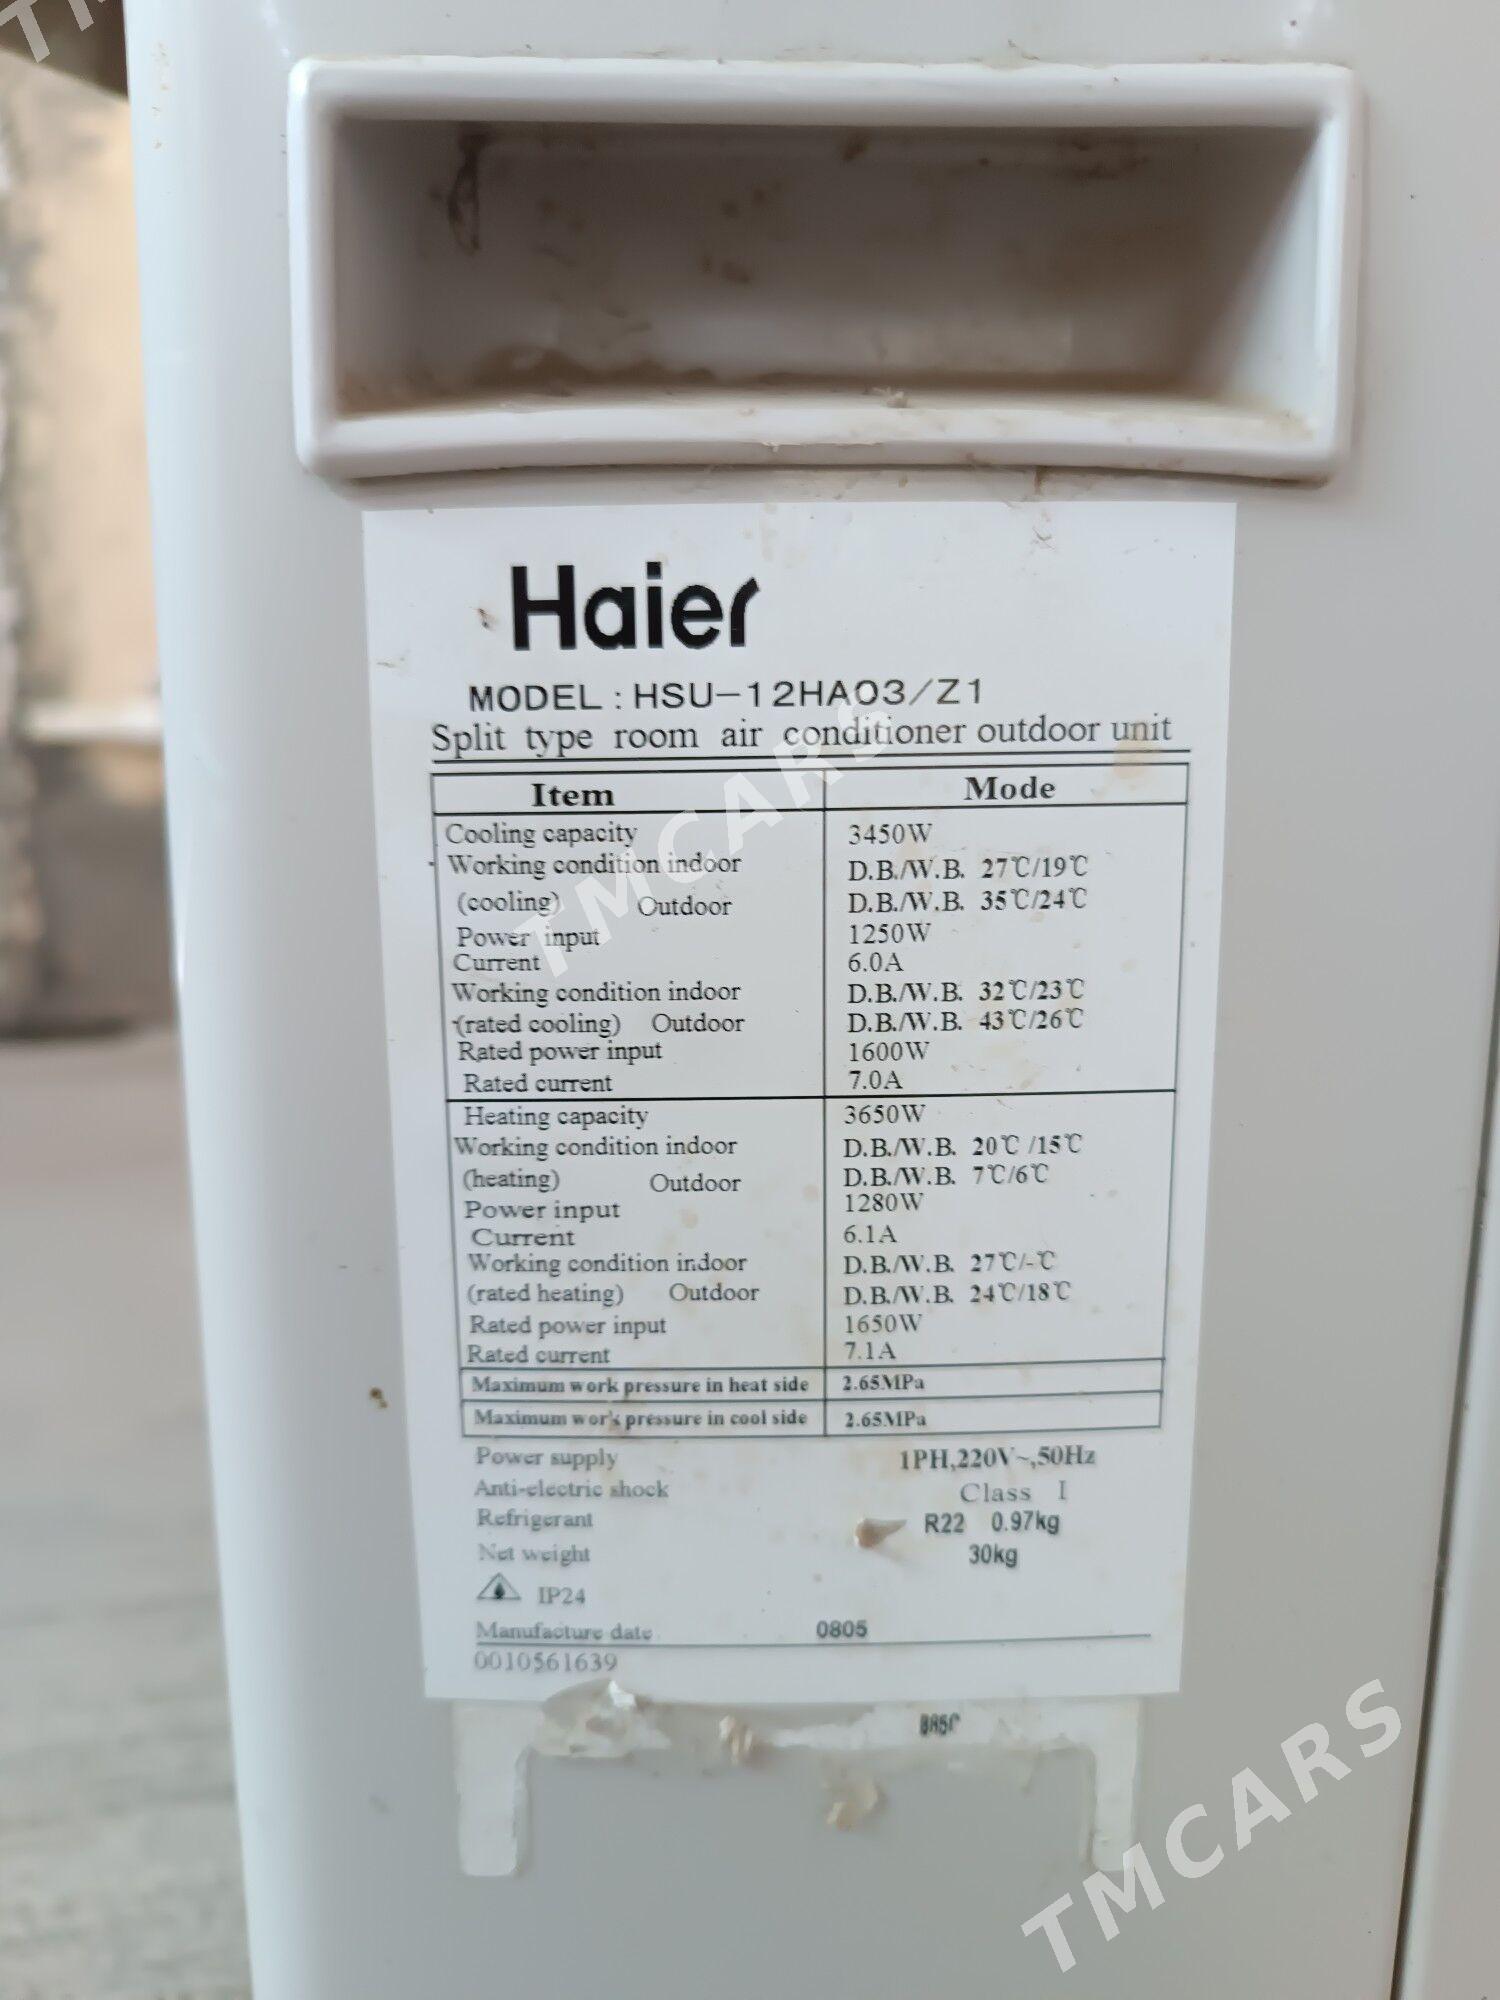 Haier
MODEL : HSU-12HA03/Z1
Split type room air conditioner outdoor unit
Item Mode
Cooling capacity 3450W
Working condition indoor D.B./W.B. 27℃/19℃
(cooling) Outdoor D.B./W.B. 35℃/24℃
Power input 1250W
Current 6.0A
Working condition indoor D.B./W.B. 32℃/23℃
(rated cooling) Outdoor D.B./W.B. 43℃/26℃
Rated power input 1600W
Rated current 7.0A
Heating capacity 3650W
Working condition indoor D.B./W.B. 20℃ /15℃
(heating) Outdoor D.B./W.B. 7℃/6℃
Power input 1280W
Current 6.1A
Working condition indoor D.B./W.B. 27℃/-℃
(rated heating) Outdoor D.B./W.B. 24℃/18℃
Rated power input 1650W
Rated current 7.1A
Maximum work pressure in heat side 2.65MPa
Maximum work pressure in cool side 2.65MPa
Power supply 1PH,220V~,50Hz
Anti-electric shock Class I
Refrigerant R22 0.97kg
Net weight 30kg
IP24
Manufacture date 0805
0010561639
TMCARS
TMCARS